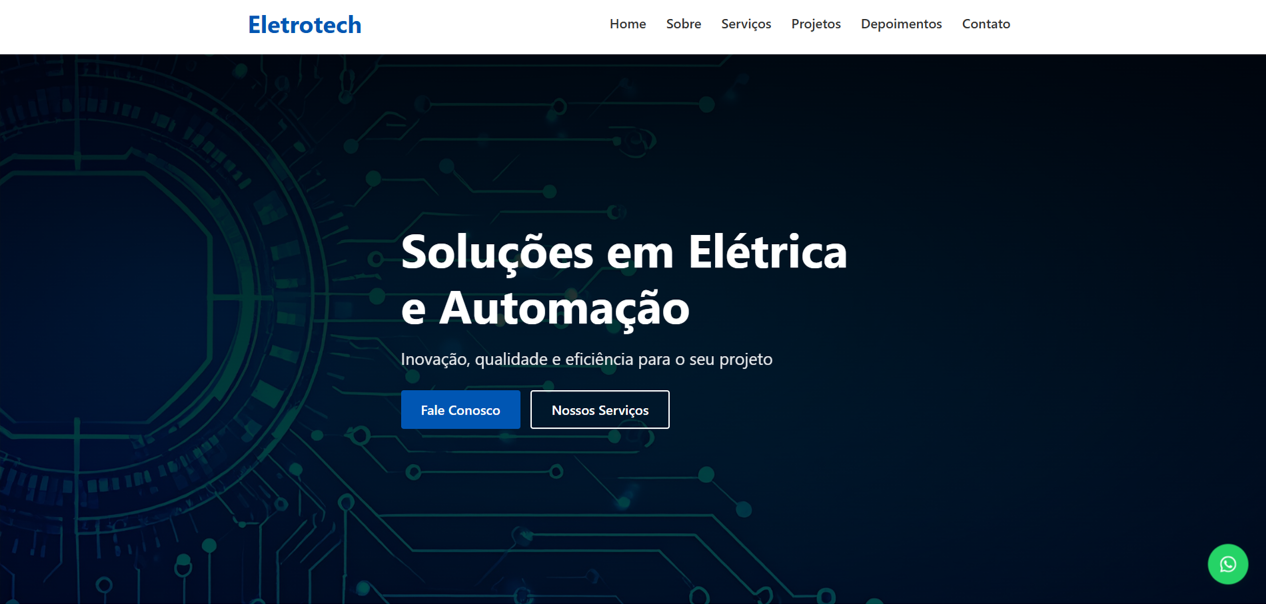 Eletrotech
Home Sobre Serviços Projetos Depoimentos Contato
Soluções em Elétrica
e Automação
Inovação, qualidade e eficiência para o seu projeto
Fale Conosco Nossos Serviços